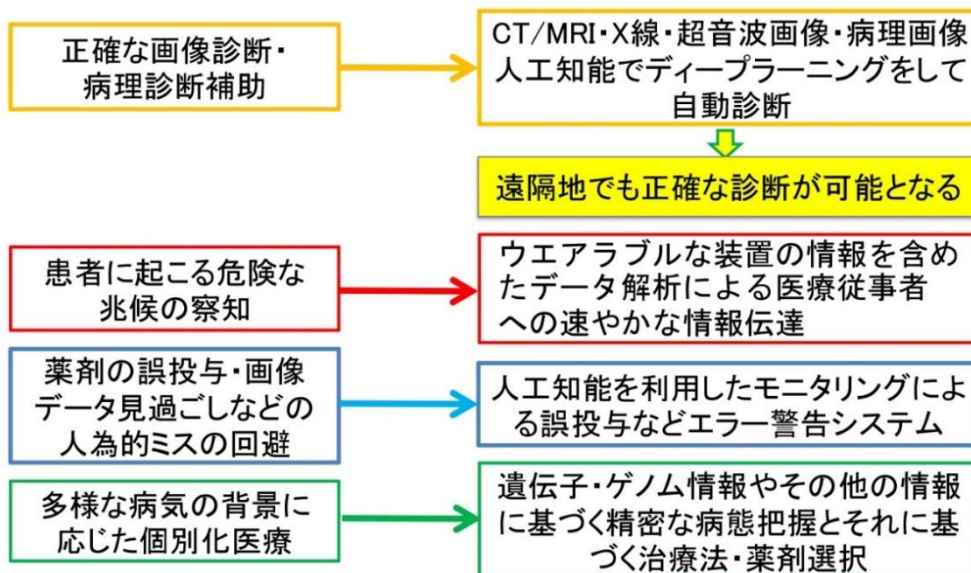 正確な画像診断・
病理診断補助
CT/MRI・X線・超音波画像・病理画像
人工知能でディープラーニングをして
自動診断
遠隔地でも正確な診断が可能となる
患者に起こる危険な
兆候の察知
ウエアラブルな装置の情報を含め
たデータ解析による医療従事者
への速やかな情報伝達
薬剤の誤投与・画像
データ見過ごしなどの
人為的ミスの回避
人工知能を利用したモニタリングによ
る誤投与などエラー警告システム
多様な病気の背景に
応じた個別化医療
遺伝子・ゲノム情報やその他の情報
に基づく精密な病態把握とそれに基
づく治療法・薬剤選択